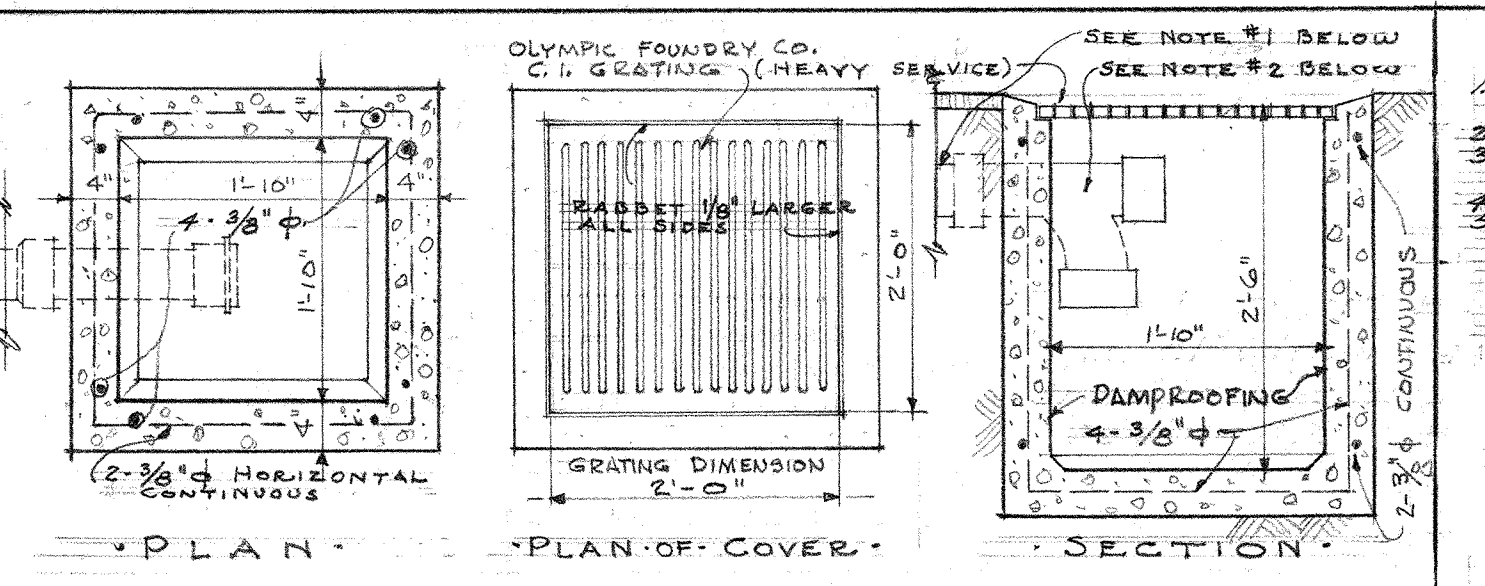 4"
4"
1'-10"
4"
4 - 3/8" φ
1'-10"
4"
2-3/8" φ HORIZONTAL
CONTINUOUS
· PLAN ·
OLYMPIC FOUNDRY CO.
C. I. GRATING (HEAVY SERVICE)
RABBET 1/8" LARGER
ALL SIDES
2'-0"
GRATING DIMENSION
2'-0"
· PLAN · OF · COVER ·
SEE NOTE #1 BELOW
SEE NOTE #2 BELOW
2'-6"
1'-10"
DAMPROOFING
4 - 3/8" φ
2-3/8" φ CONTINUOUS
· SECTION ·